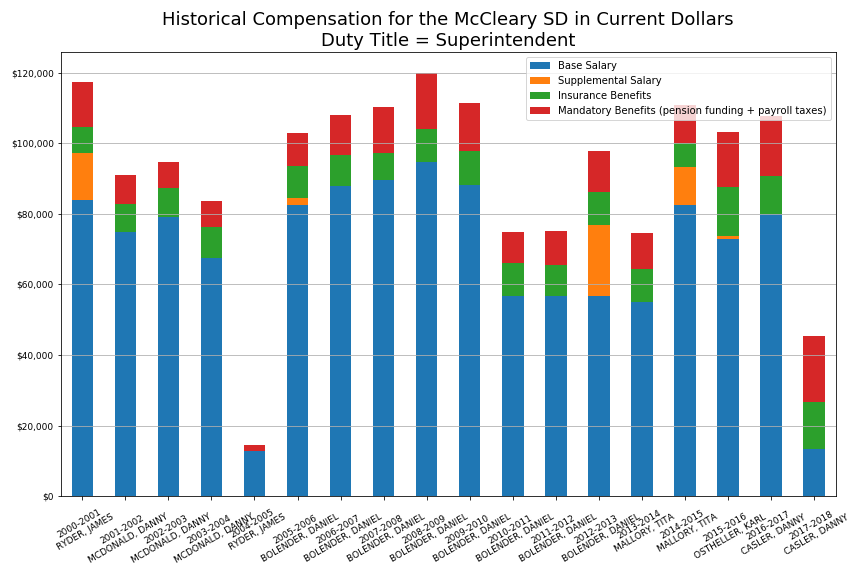 Historical Compensation for the McCleary SD in Current Dollars
Duty Title = Superintendent
Base Salary
Supplemental Salary
Insurance Benefits
Mandatory Benefits (pension funding + payroll taxes)
$120,000
$100,000
$80,000
$60,000
$40,000
$20,000
$0
2000-2001
RYDER, JAMES
2001-2002
MCDONALD, DANNY
2002-2003
MCDONALD, DANNY
2003-2004
MCDONALD, DANNY
2004-2005
RYDER, JAMES
2005-2006
BOLENDER, DANIEL
2006-2007
BOLENDER, DANIEL
2007-2008
BOLENDER, DANIEL
2008-2009
BOLENDER, DANIEL
2009-2010
BOLENDER, DANIEL
2010-2011
BOLENDER, DANIEL
2011-2012
BOLENDER, DANIEL
2012-2013
BOLENDER, DANIEL
2013-2014
MALLORY, TITA
2014-2015
MALLORY, TITA
2015-2016
OSTHELLER, KARL
2016-2017
CASLER, DANNY
2017-2018
CASLER, DANNY